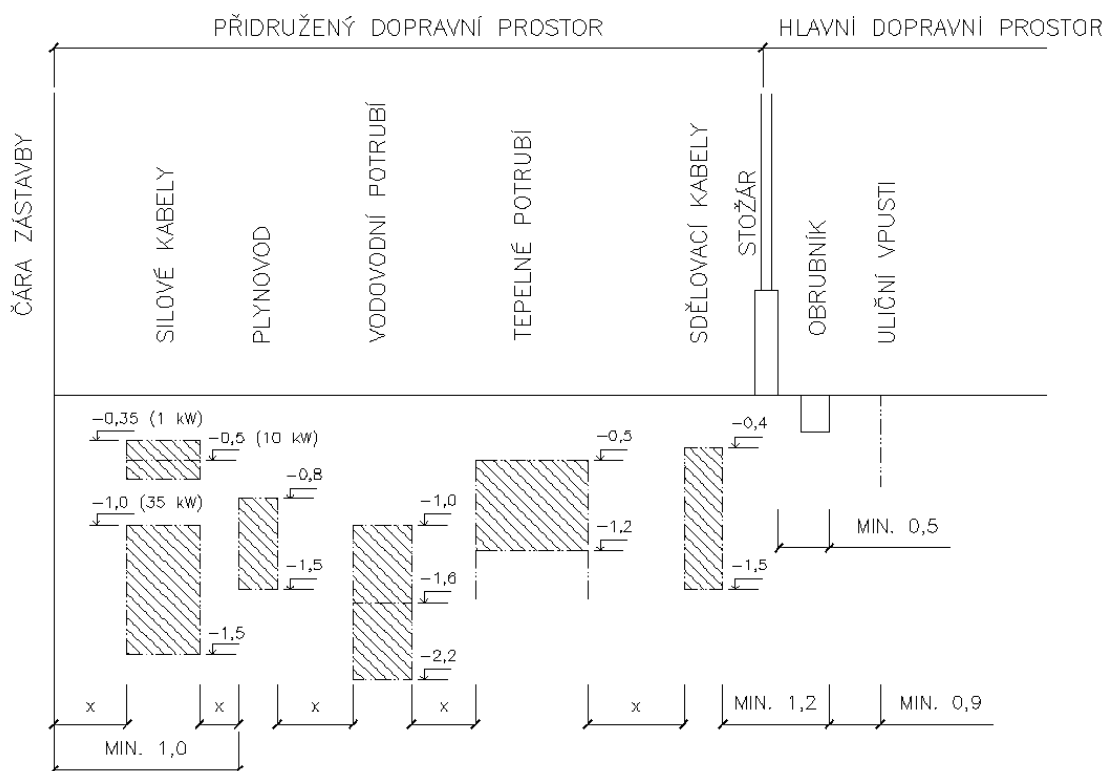 PŘIDRUŽENÝ DOPRAVNÍ PROSTOR
HLAVNÍ DOPRAVNÍ PROSTOR
ČÁRA ZÁSTAVBY
SILOVÉ KABELY
PLYNOVOD
VODOVODNÍ POTRUBÍ
TEPELNÉ POTRUBÍ
SDĚLOVACÍ KABELY
STOŽÁR
OBRUBNÍK
ULIČNÍ VPUSTI
-0,35 (1 kW)
-0,5 (10 kW)
-1,0 (35 kW)
-1,5
-0,8
-1,5
-1,0
-1,6
-2,2
-0,5
-1,2
-0,4
-1,5
MIN. 0,5
x
x
x
x
x
MIN. 1,2
MIN. 0,9
MIN. 1,0